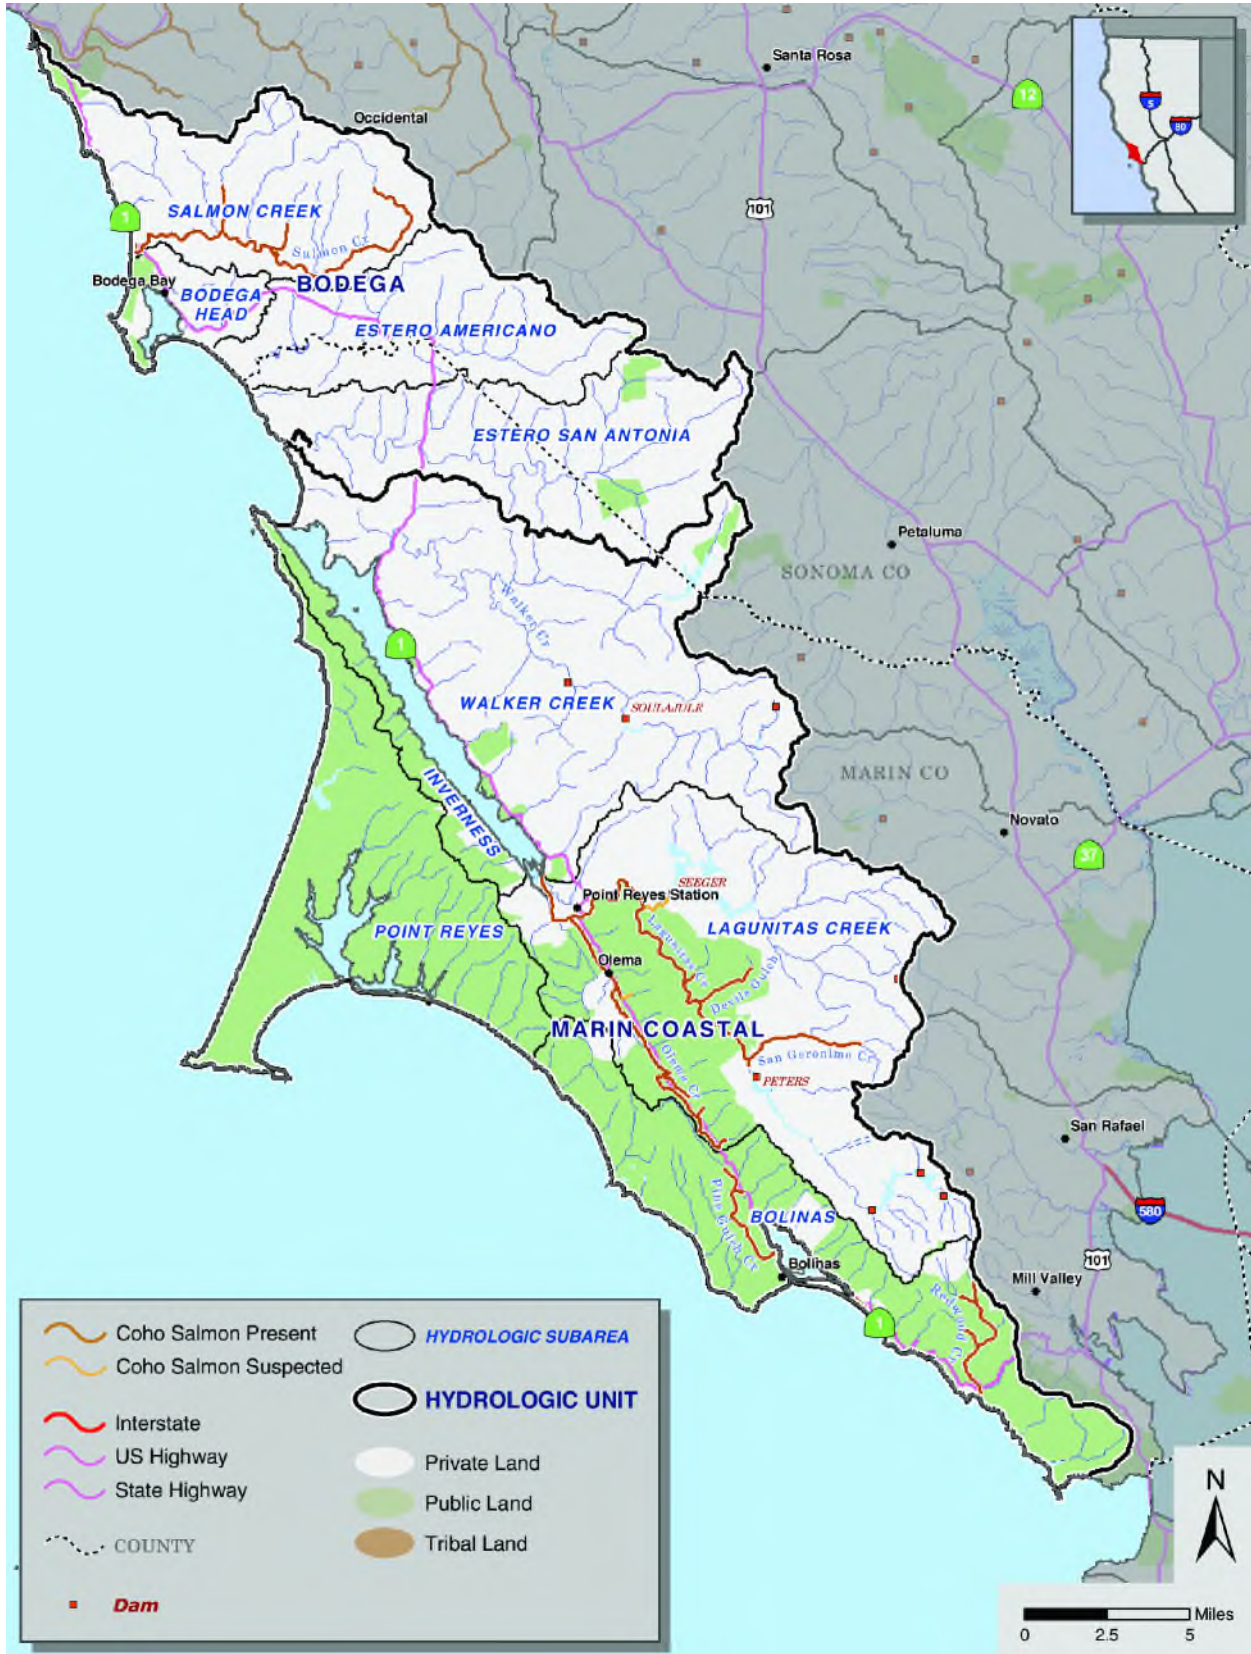 Santa Rosa
12
5
80
Occidental
101
SALMON CREEK
1
Salmon Cr
Bodega Bay
BODEGA
HEAD
BODEGA
ESTERO AMERICANO
ESTERO SAN ANTONIA
Petaluma
SONOMA CO
Walker Cr
1
WALKER CREEK
SOULAJULE
MARIN CO
INVERNESS
Novato
37
SEEGER
Point Reyes Station
POINT REYES
LAGUNITAS CREEK
Lagunitas Cr
Olema
Devils Gulch
MARIN COASTAL
Olema Cr
San Geronimo Cr
PETERS
San Rafael
Pine Gulch Cr
BOLINAS
580
Bolinas
Mill Valley
101
Redwood Cr
1
Coho Salmon Present
Coho Salmon Suspected
Interstate
US Highway
State Highway
COUNTY
Dam
HYDROLOGIC SUBAREA
HYDROLOGIC UNIT
Private Land
Public Land
Tribal Land
N
Miles
0 2.5 5